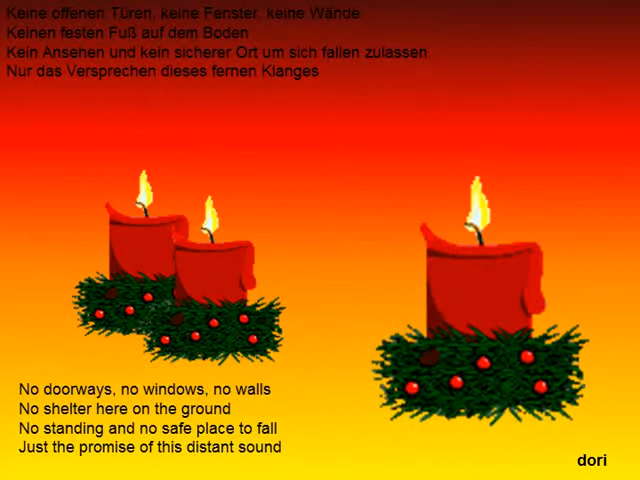 Keine offenen Türen, keine Fenster, keine Wände
Keinen festen Fuß auf dem Boden
Kein Ansehen und kein sicherer Ort um sich fallen zulassen
Nur das Versprechen dieses fernen Klanges
No doorways, no windows, no walls
No shelter here on the ground
No standing and no safe place to fall
Just the promise of this distant sound
dori